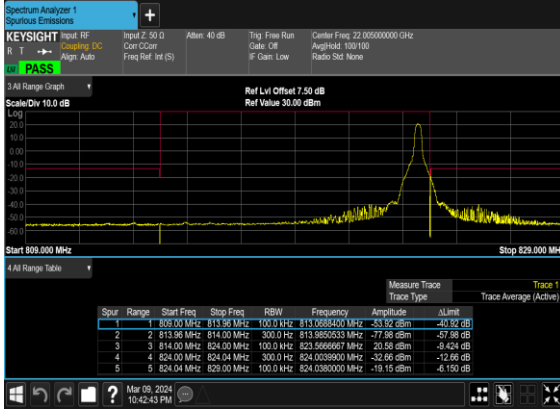 Spectrum Analyzer 1
Spurious Emissions
+
KEYSIGHT Input: RF Input Z: 50 Ω Atten: 40 dB Trig: Free Run Center Freq: 22.005000000 GHz
R T Coupling: DC Corr CCorr Gate: Off Avg|Hold: 100/100
Align: Auto Freq Ref: Int (S) IF Gain: Low Radio Std: None
LNI PASS
3 All Range Graph
Ref Lvl Offset 7.50 dB
Scale/Div 10.0 dB Ref Value 30.00 dBm
Log
20.0
10.0
0.00
-10.0
-20.0
-30.0
-40.0
-50.0
-60.0
Start 809.000 MHz Stop 829.000 MH
4 All Range Table
Measure Trace Trace 1
Trace Type Trace Average (Active)
Spur Range Start Freq Stop Freq RBW Frequency Amplitude ΔLimit
1 1 809.00 MHz 813.96 MHz 100.0 kHz 813.0688400 MHz -53.92 dBm -40.92 dB
2 2 813.96 MHz 814.00 MHz 300.0 Hz 813.9850533 MHz -77.98 dBm -57.98 dB
3 3 814.00 MHz 824.00 MHz 100.0 kHz 823.5666667 MHz 20.58 dBm -9.424 dB
4 4 824.00 MHz 824.04 MHz 300.0 Hz 824.0039900 MHz -32.66 dBm -12.66 dB
5 5 824.04 MHz 829.00 MHz 100.0 kHz 824.0380000 MHz -19.15 dBm -6.150 dB
? Mar 09, 2024
10:42:43 PM